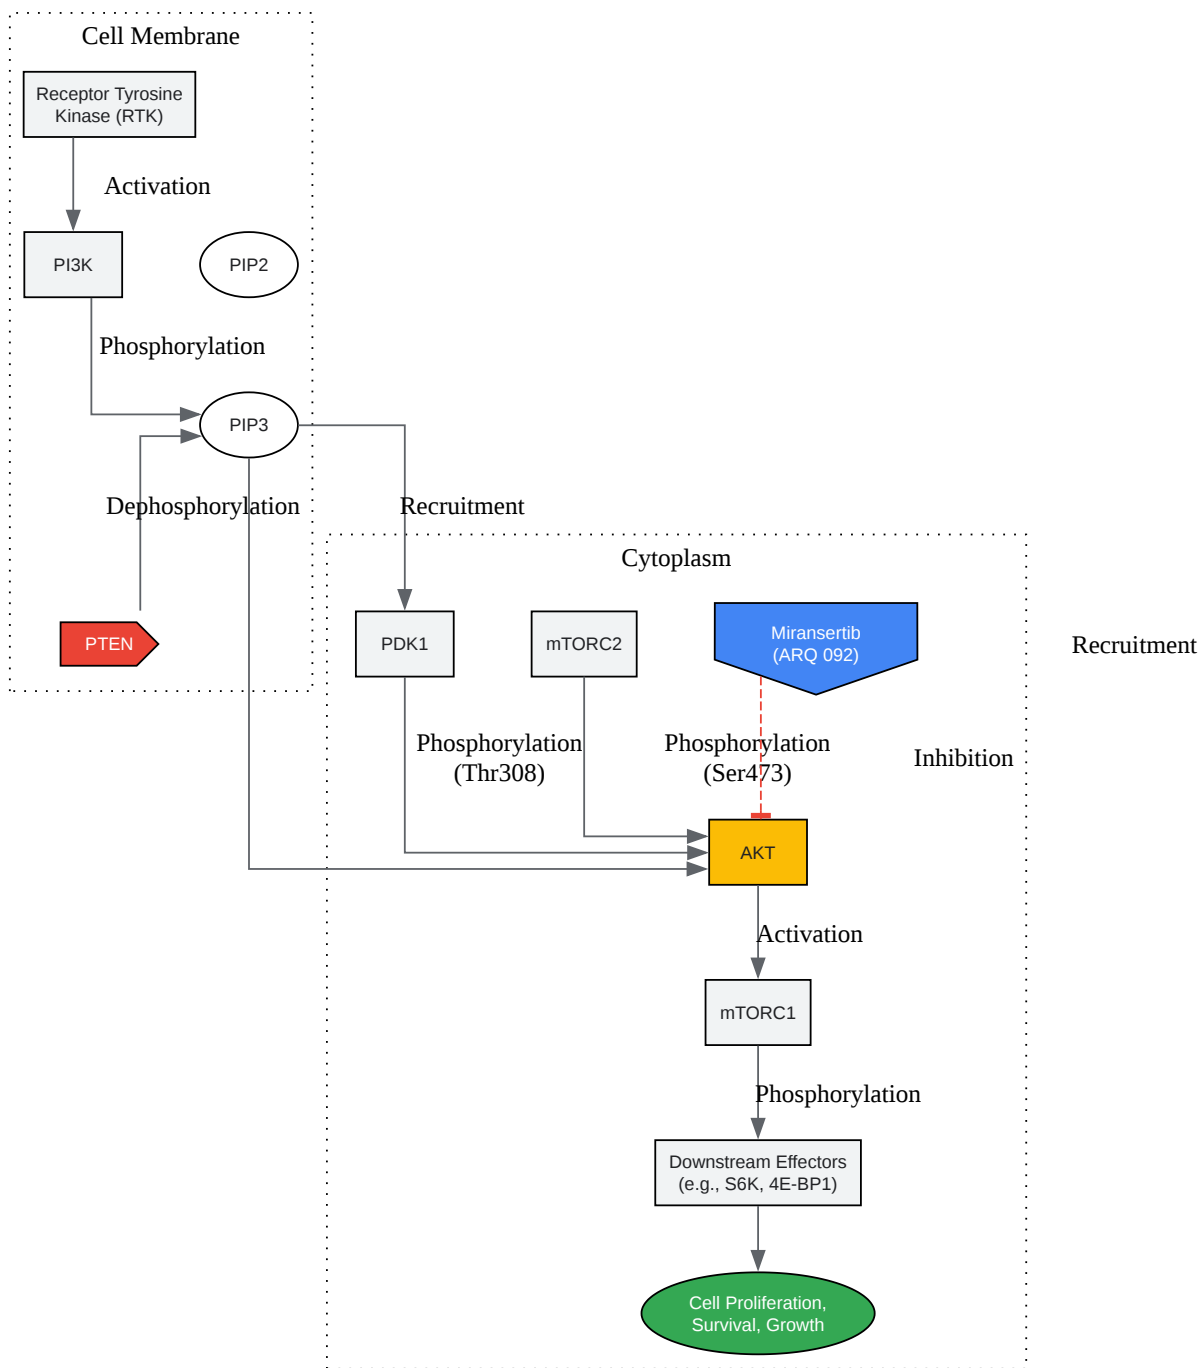 Cell Membrane
Receptor Tyrosine
Kinase (RTK)
Activation
PI3K
PIP2
Phosphorylation
PIP3
Dephosphorylation
Recruitment
Cytoplasm
PTEN
PDK1
mTORC2
Miransertib
(ARQ 092)
Recruitment
Phosphorylation
(Thr308)
Phosphorylation
(Ser473)
Inhibition
AKT
Activation
mTORC1
Phosphorylation
Downstream Effectors
(e.g., S6K, 4E-BP1)
Cell Proliferation,
Survival, Growth